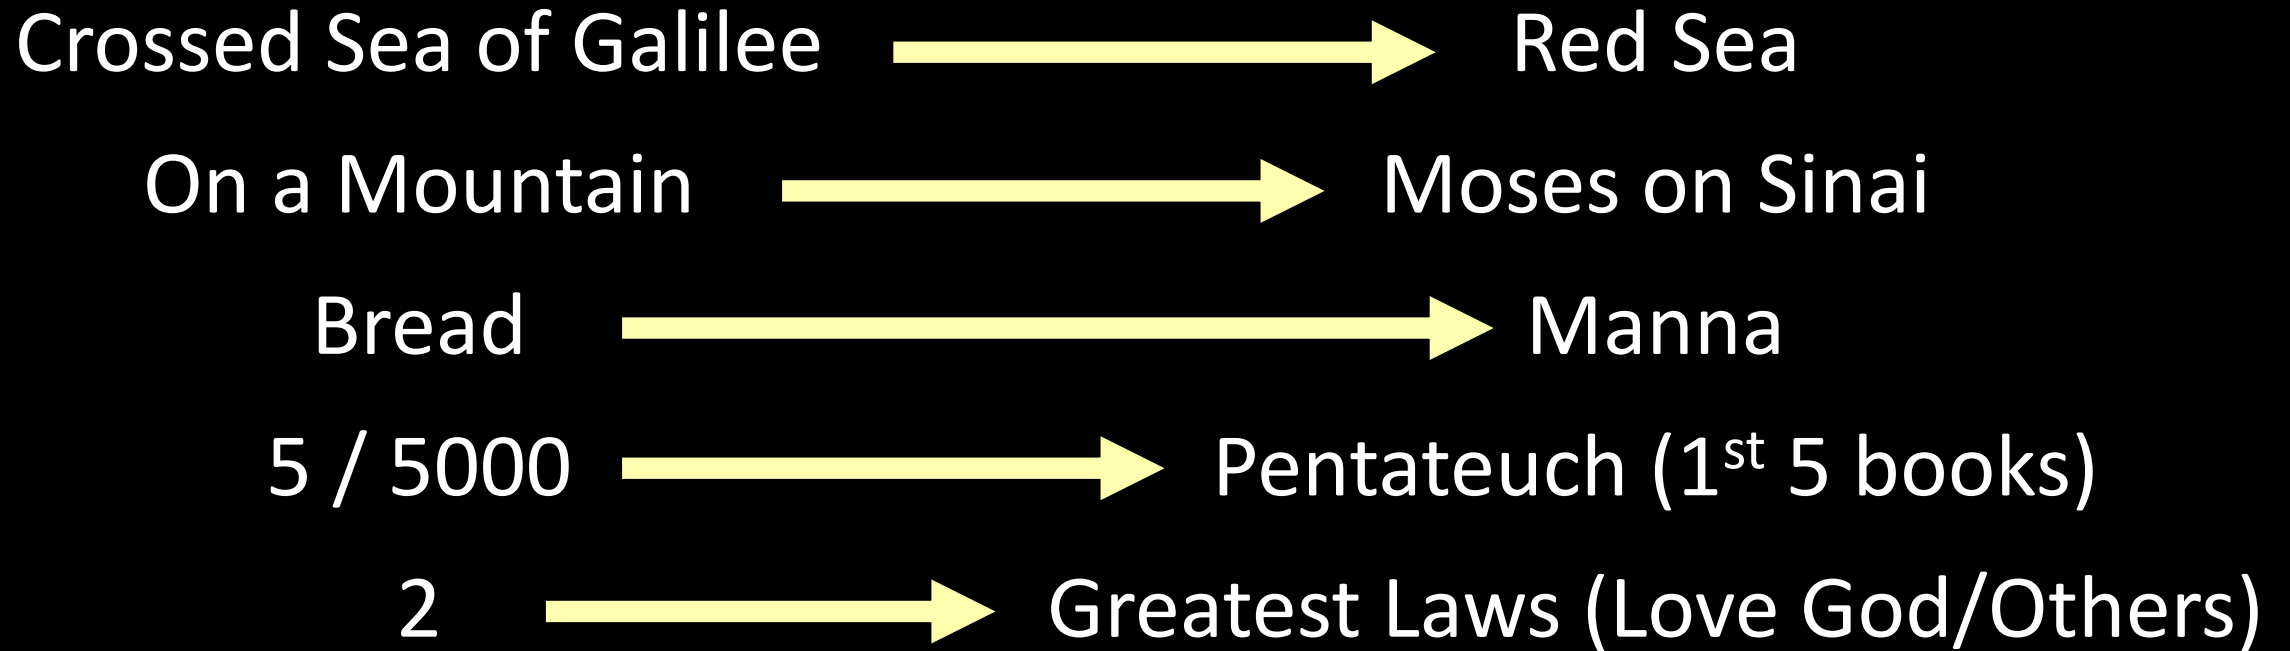 Crossed Sea of Galilee Red Sea
On a Mountain Moses on Sinai
Bread Manna
5 / 5000 Pentateuch (1st 5 books)
2 Greatest Laws (Love God/Others)